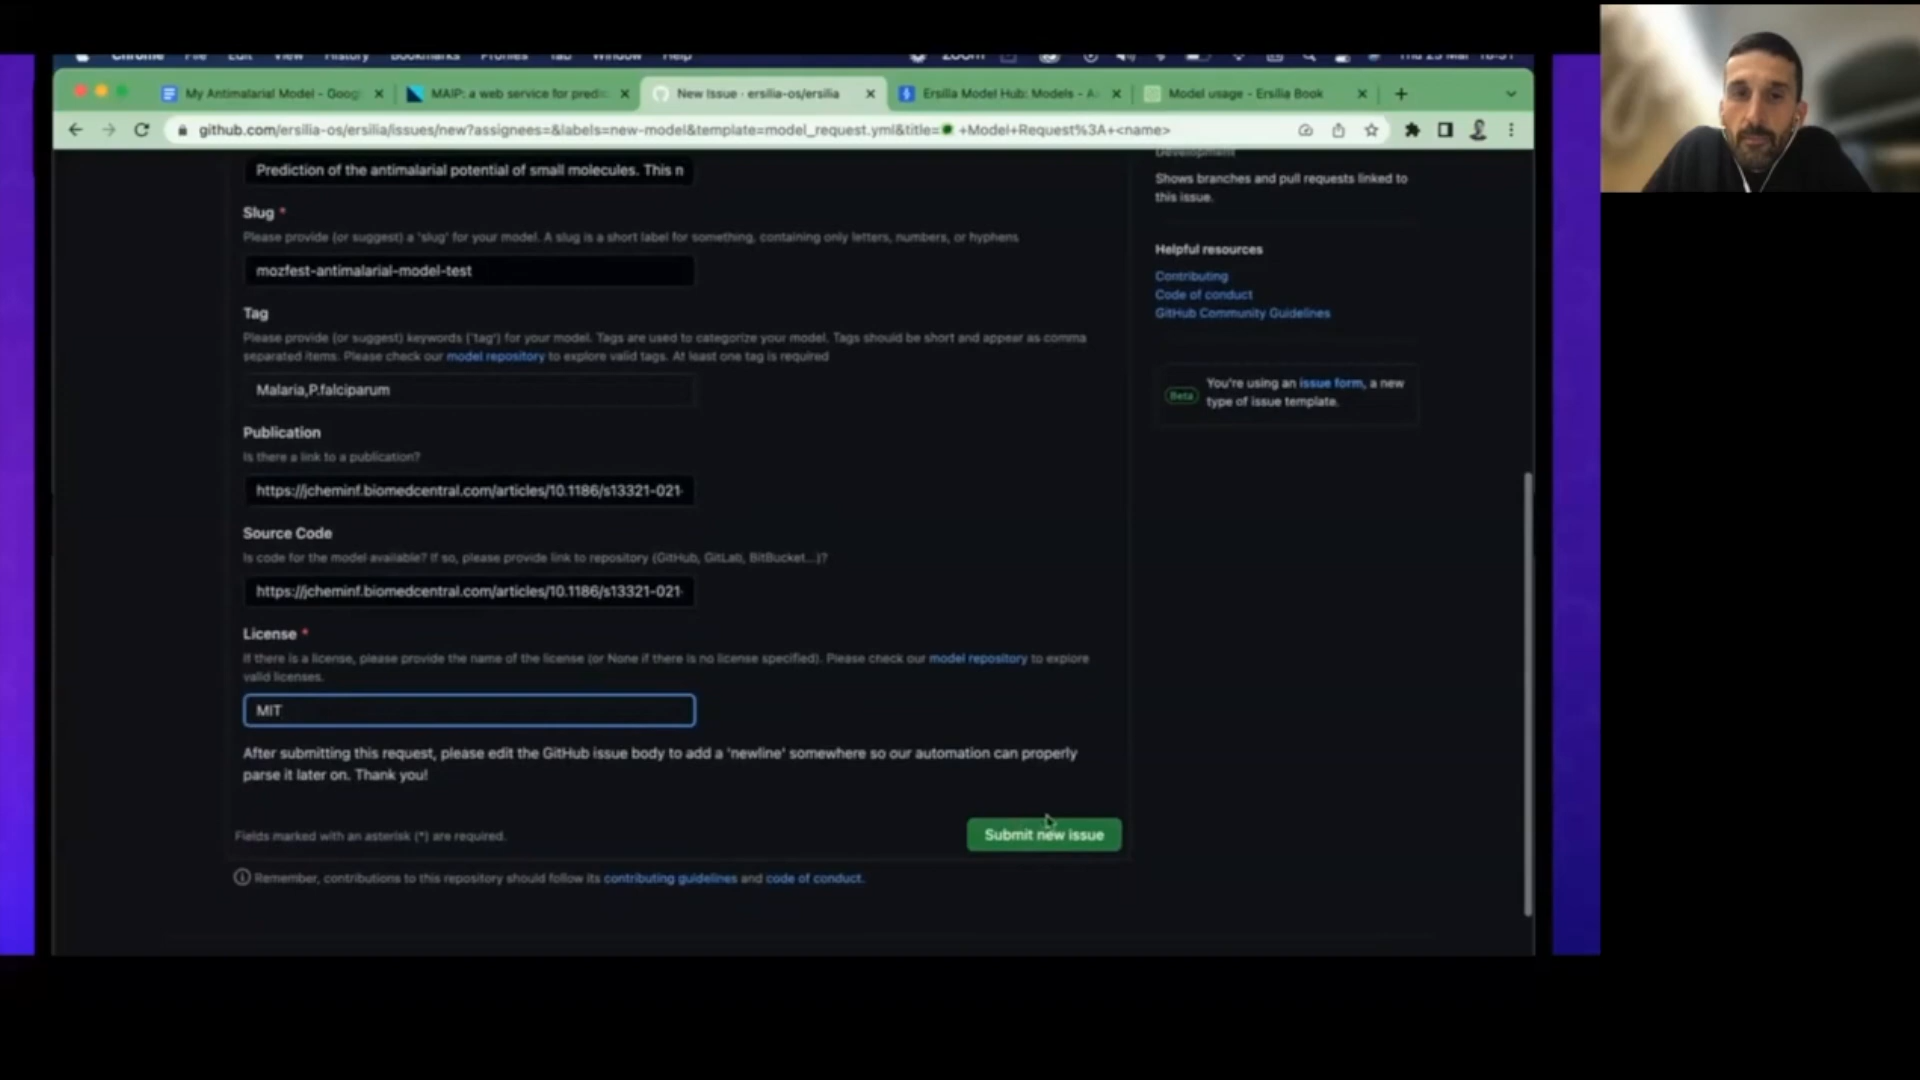 Chrome File Edit View History Bookmarks Profiles Tab Window Help zoom
My Antimalarial Model - Goog
MAIP: a web service for predic
New Issue · ersilia-os/ersilia
Ersilia Model Hub: Models - A
Model usage - Ersilia Book
github.com/ersilia-os/ersilia/issues/new?assignees=&labels=new-model&template=model_request.yml&title= +Model+Request%3A+<name>
Prediction of the antimalarial potential of small molecules. This n
Slug *
Please provide (or suggest) a 'slug' for your model. A slug is a short label for something, containing only letters, numbers, or hyphens
mozfest-antimalarial-model-test
Tag
Please provide (or suggest) keywords ('tag') for your model. Tags are used to categorize your model. Tags should be short and appear as comma
separated items. Please check our model repository to explore valid tags. At least one tag is required
Malaria,P.falciparum
Publication
Is there a link to a publication?
https://jcheminf.biomedcentral.com/articles/10.1186/s13321-021-
Source Code
Is code for the model available? If so, please provide link to repository (GitHub, GitLab, BitBucket...)?
https://jcheminf.biomedcentral.com/articles/10.1186/s13321-021-
License *
If there is a license, please provide the name of the license (or None if there is no license specified). Please check our model repository to explore
valid licenses.
MIT
After submitting this request, please edit the GitHub issue body to add a 'newline' somewhere so our automation can properly
parse it later on. Thank you!
Fields marked with an asterisk (*) are required.
Submit new issue
Remember, contributions to this repository should follow its contributing guidelines and code of conduct.
Development
Shows branches and pull requests linked to
this issue.
Helpful resources
Contributing
Code of conduct
GitHub Community Guidelines
Beta
You're using an issue form, a new
type of issue template.